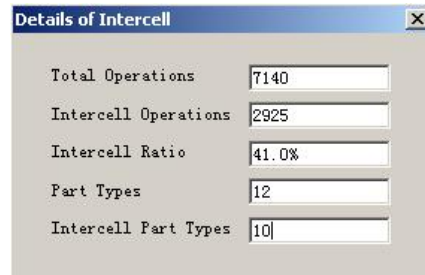 Details of Intercell
Total Operations 7140
Intercell Operations 2925
Intercell Ratio 41.0%
Part Types 12
Intercell Part Types 10